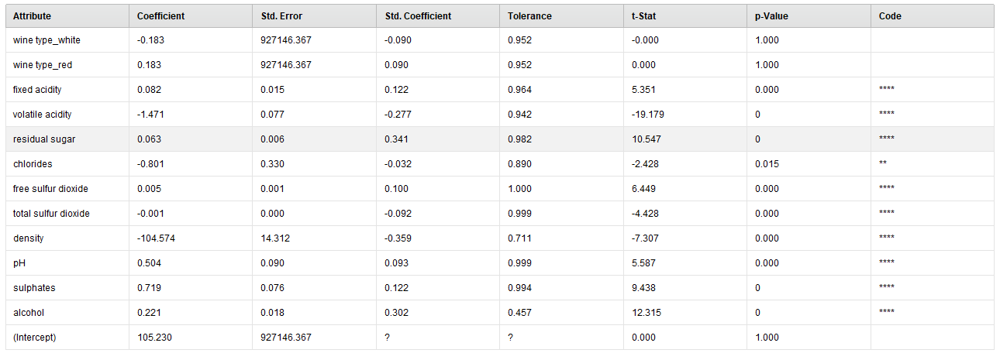 Attribute Coefficient Std. Error Std. Coefficient Tolerance t-Stat p-Value Code
wine type_white -0.183 927146.367 -0.090 0.952 -0.000 1.000
wine type_red 0.183 927146.367 0.090 0.952 0.000 1.000
fixed acidity 0.082 0.015 0.122 0.964 5.351 0.000 ****
volatile acidity -1.471 0.077 -0.277 0.942 -19.179 0 ****
residual sugar 0.063 0.006 0.341 0.982 10.547 0 ****
chlorides -0.801 0.330 -0.032 0.890 -2.428 0.015 **
free sulfur dioxide 0.005 0.001 0.100 1.000 6.449 0.000 ****
total sulfur dioxide -0.001 0.000 -0.092 0.999 -4.428 0.000 ****
density -104.574 14.312 -0.359 0.711 -7.307 0.000 ****
pH 0.504 0.090 0.093 0.999 5.587 0.000 ****
sulphates 0.719 0.076 0.122 0.994 9.438 0 ****
alcohol 0.221 0.018 0.302 0.457 12.315 0 ****
(Intercept) 105.230 927146.367 ? ? 0.000 1.000